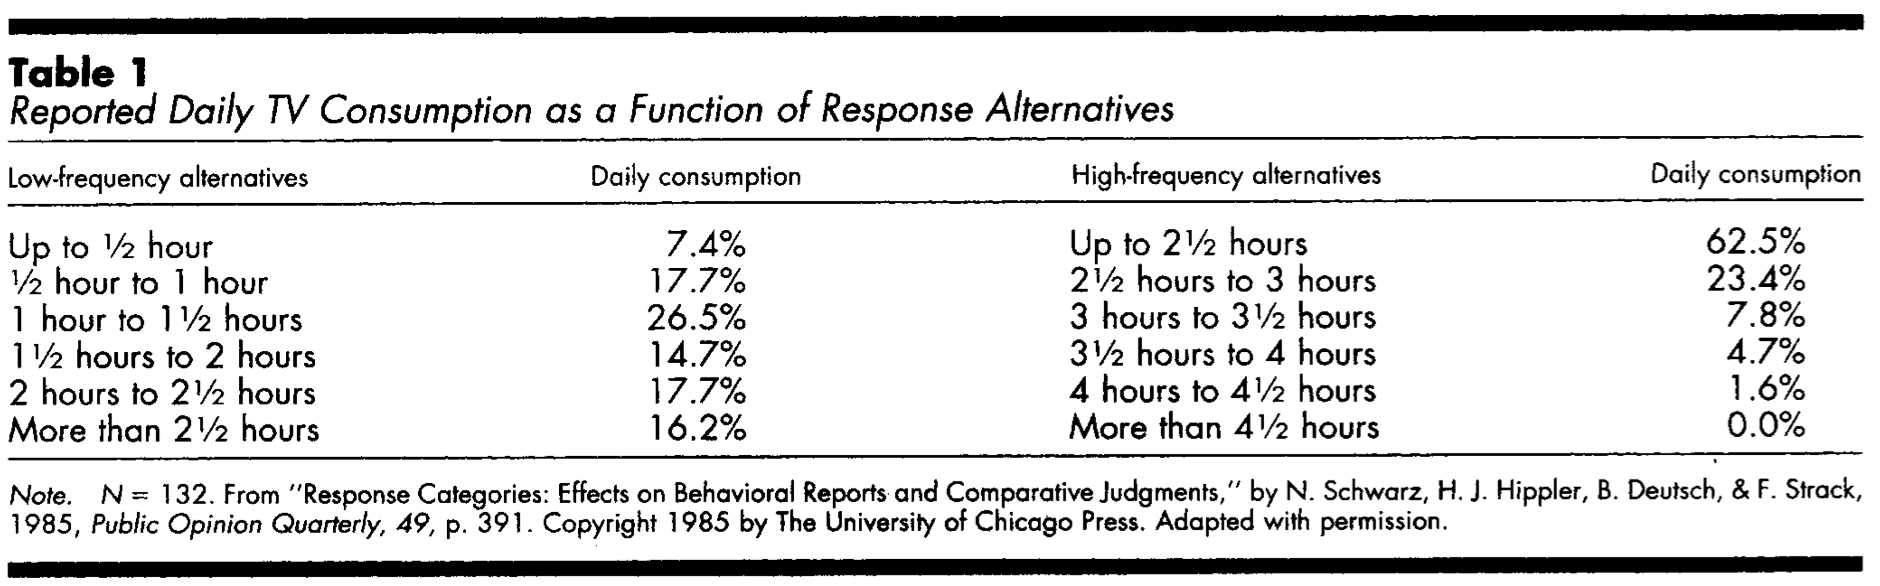 Table 1
Reported Daily TV Consumption as a Function of Response Alternatives
Low-frequency alternatives Daily consumption High-frequency alternatives Daily consumption
Up to ½ hour 7.4% Up to 2½ hours 62.5%
½ hour to 1 hour 17.7% 2½ hours to 3 hours 23.4%
1 hour to 1½ hours 26.5% 3 hours to 3½ hours 7.8%
1½ hours to 2 hours 14.7% 3½ hours to 4 hours 4.7%
2 hours to 2½ hours 17.7% 4 hours to 4½ hours 1.6%
More than 2½ hours 16.2% More than 4½ hours 0.0%
Note. N = 132. From "Response Categories: Effects on Behavioral Reports and Comparative Judgments," by N. Schwarz, H. J. Hippler, B. Deutsch, & F. Strack,
1985, Public Opinion Quarterly, 49, p. 391. Copyright 1985 by The University of Chicago Press. Adapted with permission.